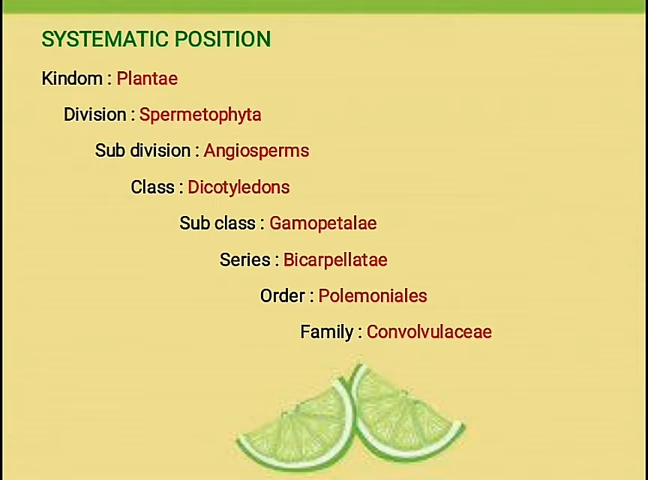 SYSTEMATIC POSITION
Kindom : Plantae
Division : Spermetophyta
Sub division : Angiosperms
Class : Dicotyledons
Sub class : Gamopetalae
Series : Bicarpellatae
Order : Polemoniales
Family : Convolvulaceae